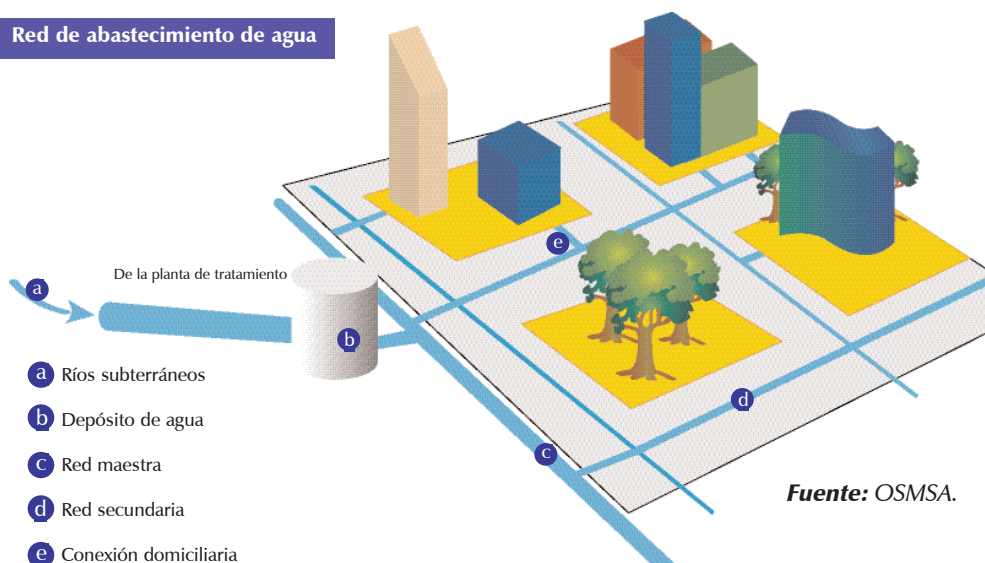 Red de abastecimiento de agua
e
De la planta de tratamiento
a
b
a Ríos subterráneos
b Depósito de agua
d
c
c Red maestra
Fuente: OSMSA.
d Red secundaria
e Conexión domiciliaria